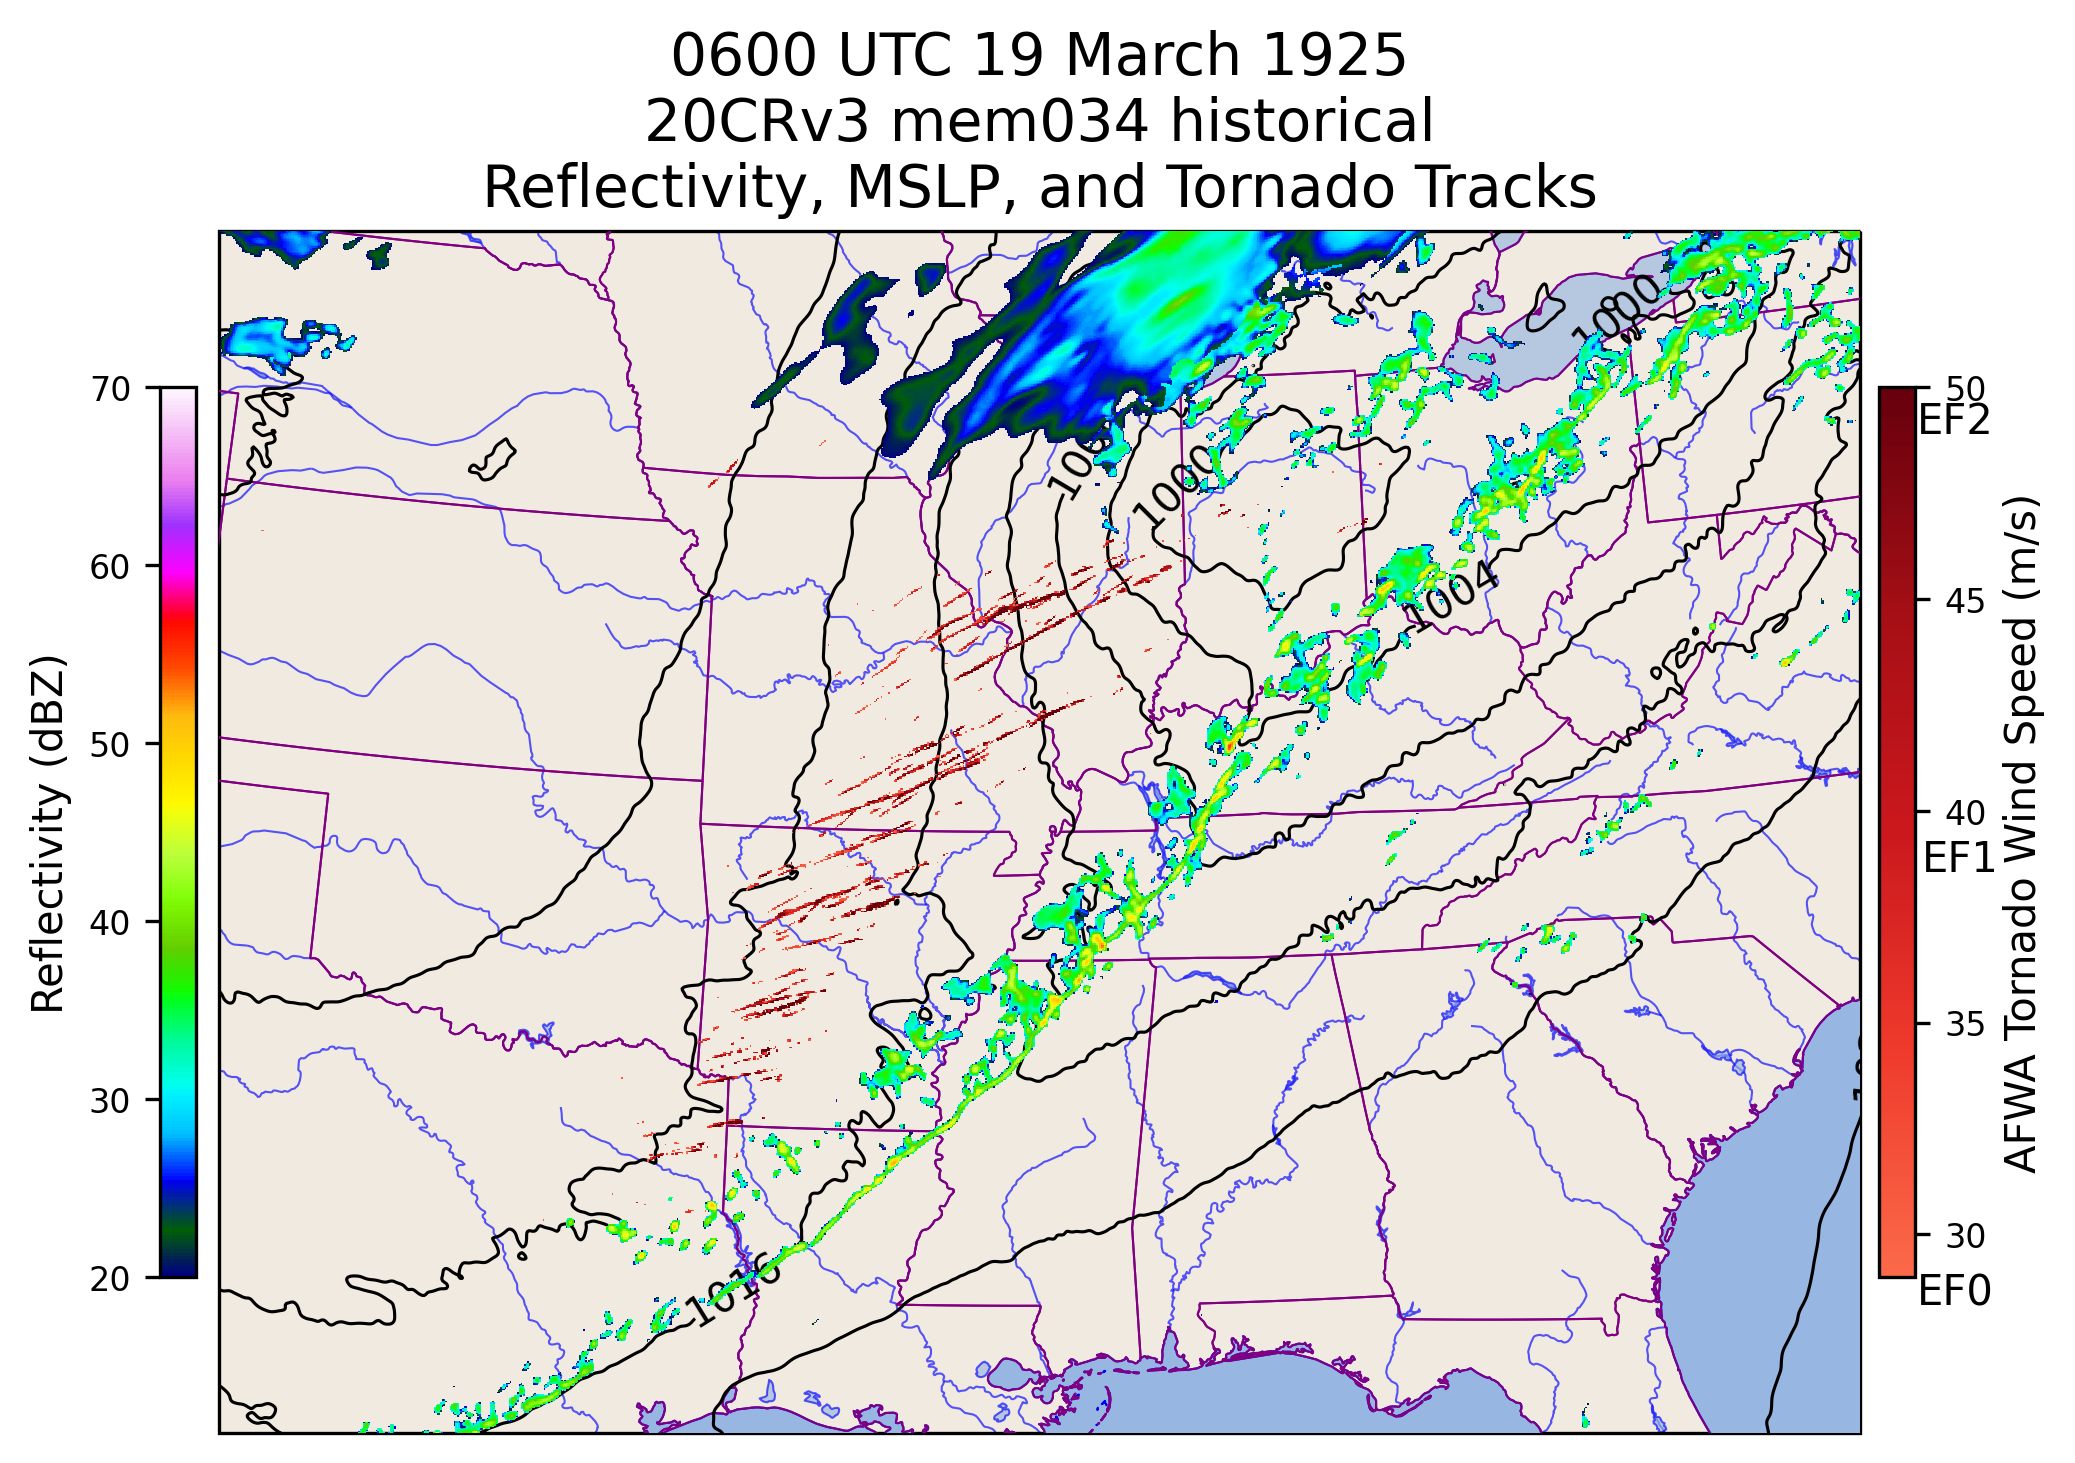 0600 UTC 19 March 1925
20CRv3 mem034 historical
Reflectivity, MSLP, and Tornado Tracks
Reflectivity (dBZ)
70
60
50
40
30
20
1000
1000
1004
1016
50
EF2
45
40
EF1
35
30
EF0
AFWA Tornado Wind Speed (m/s)